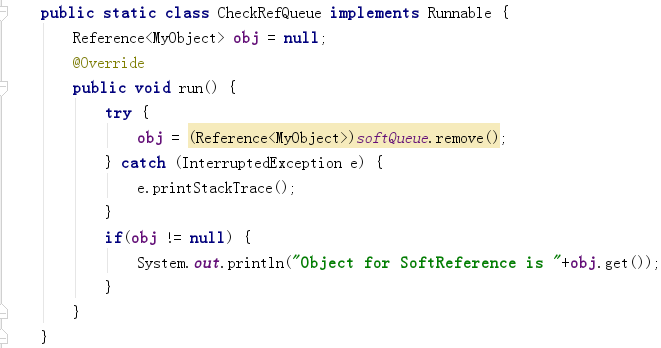 public static class CheckRefQueue implements Runnable {
Reference<MyObject> obj = null;
@Override
public void run() {
try {
obj = (Reference<MyObject>)softQueue.remove();
} catch (InterruptedException e) {
e.printStackTrace();
}
if(obj != null) {
System.out.println("Object for SoftReference is "+obj.get());
}
}
}